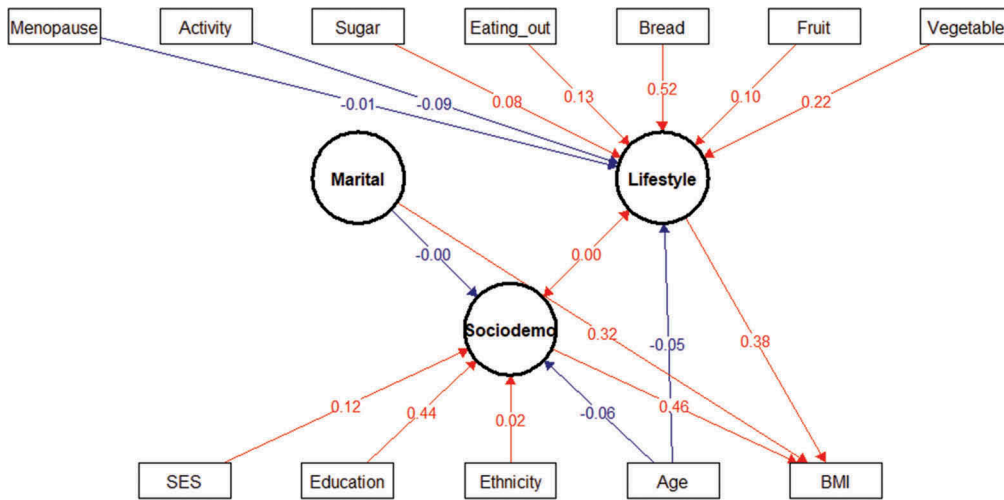 Menopause Activity Sugar Eating_out Bread Fruit Vegetable
-0.01 -0.09 0.08 0.13 0.52 0.10 0.22
Marital Lifestyle
-0.00 0.00
Sociodemo 0.32 -0.05 0.38
0.12 0.44 0.02 -0.06 0.46
SES Education Ethnicity Age BMI